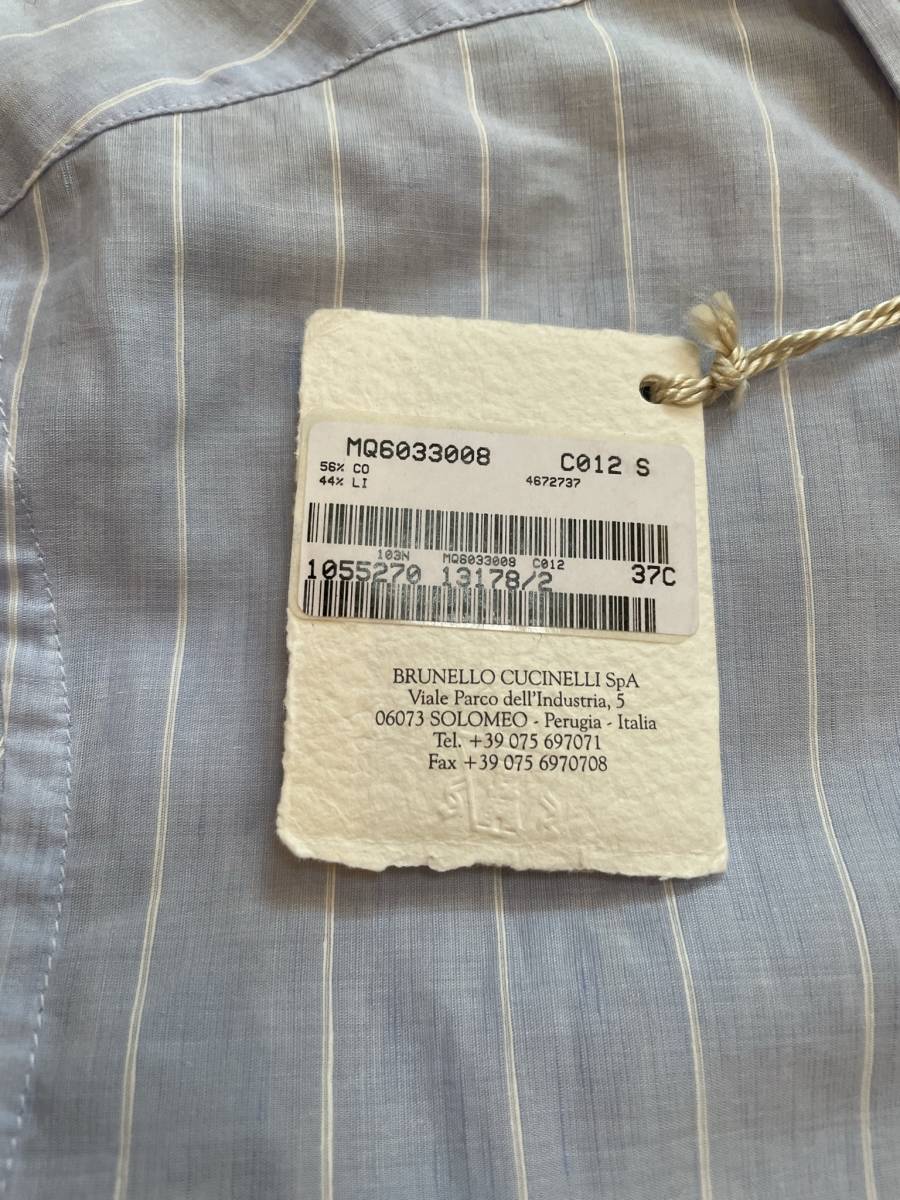 MQ6033008 C012 S
56% CO
44% LI 4672737
103N MQ6033008 C012
1055270 13178/2 37C
BRUNELLO CUCINELLI SpA
Viale Parco dell'Industria, 5
06073 SOLOMEO - Perugia - Italia
Tel. +39 075 697071
Fax +39 075 6970708